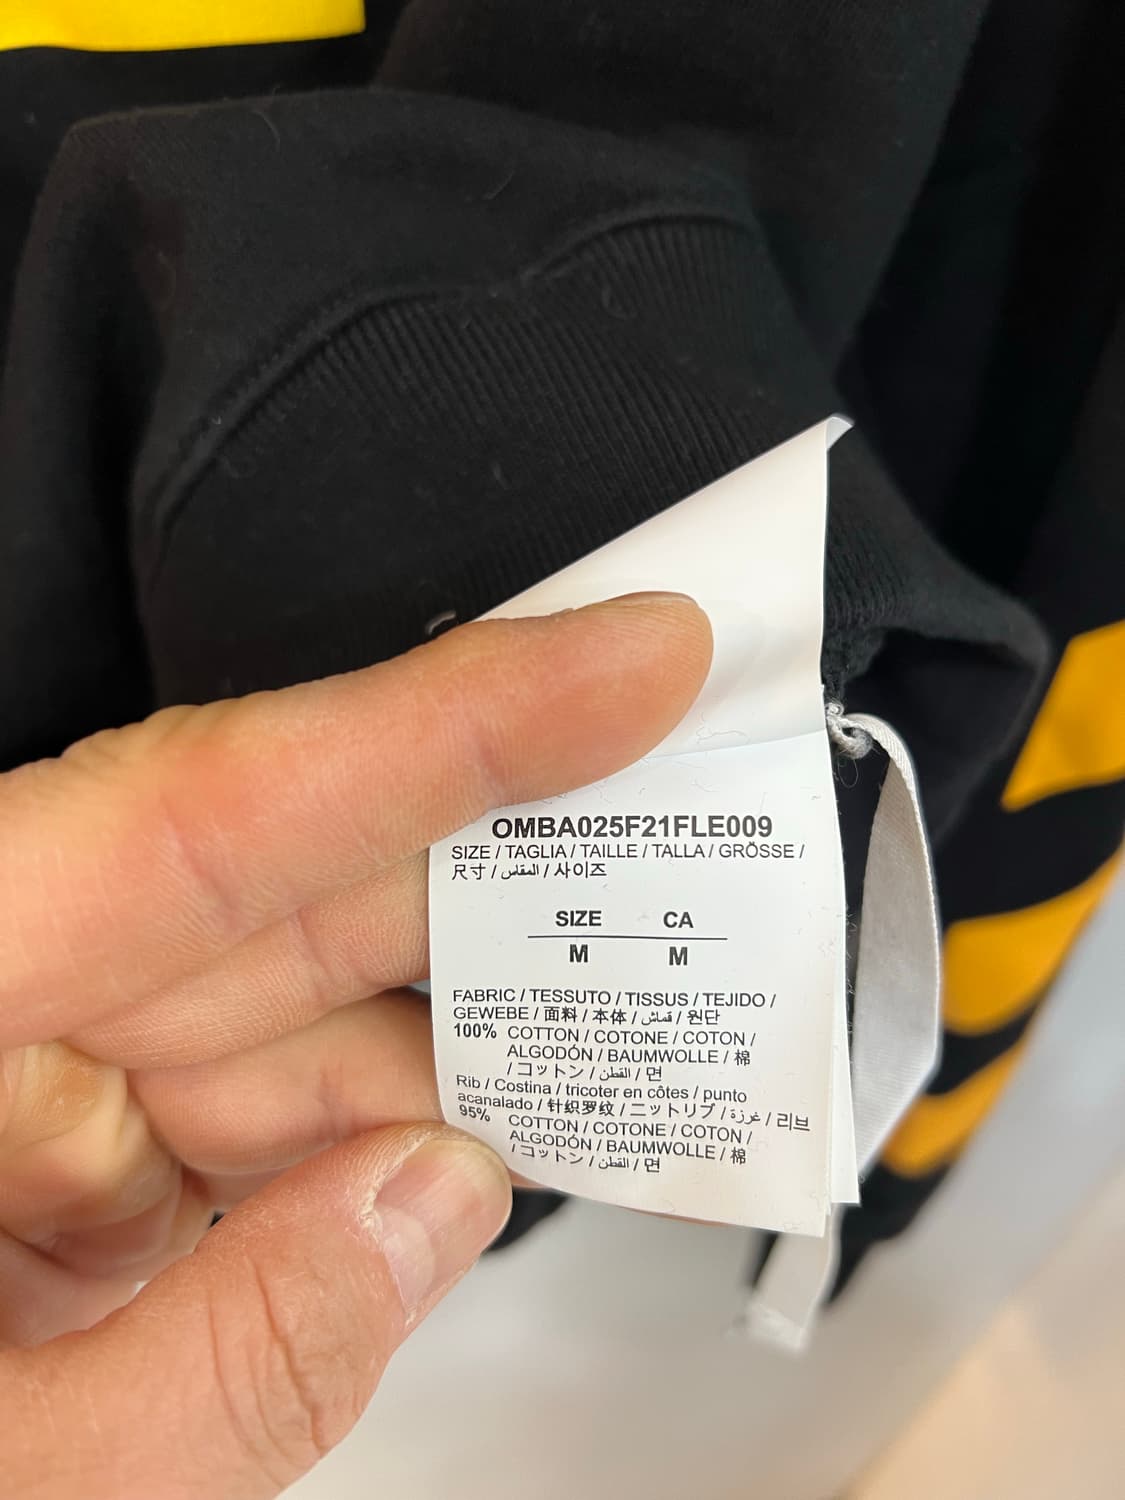 OMBA025F21FLE009
SIZE / TAGLIA / TAILLE / TALLA / GRÖSSE /
尺寸 / المقاس / 사이즈
SIZE CA
M M
FABRIC / TESSUTO / TISSUS / TEJIDO /
GEWEBE / 面料 / 本体 / قماش / 원단
100% COTTON / COTONE / COTON /
ALGODÓN / BAUMWOLLE / 棉
/ コットン / القطن / 면
Rib / Costina / tricoter en côtes / punto
acanalado / 针织罗纹 / ニットリブ / غرزة / 리브
95% COTTON / COTONE / COTON /
ALGODÓN / BAUMWOLLE / 棉
/ コットン / القطن / 면